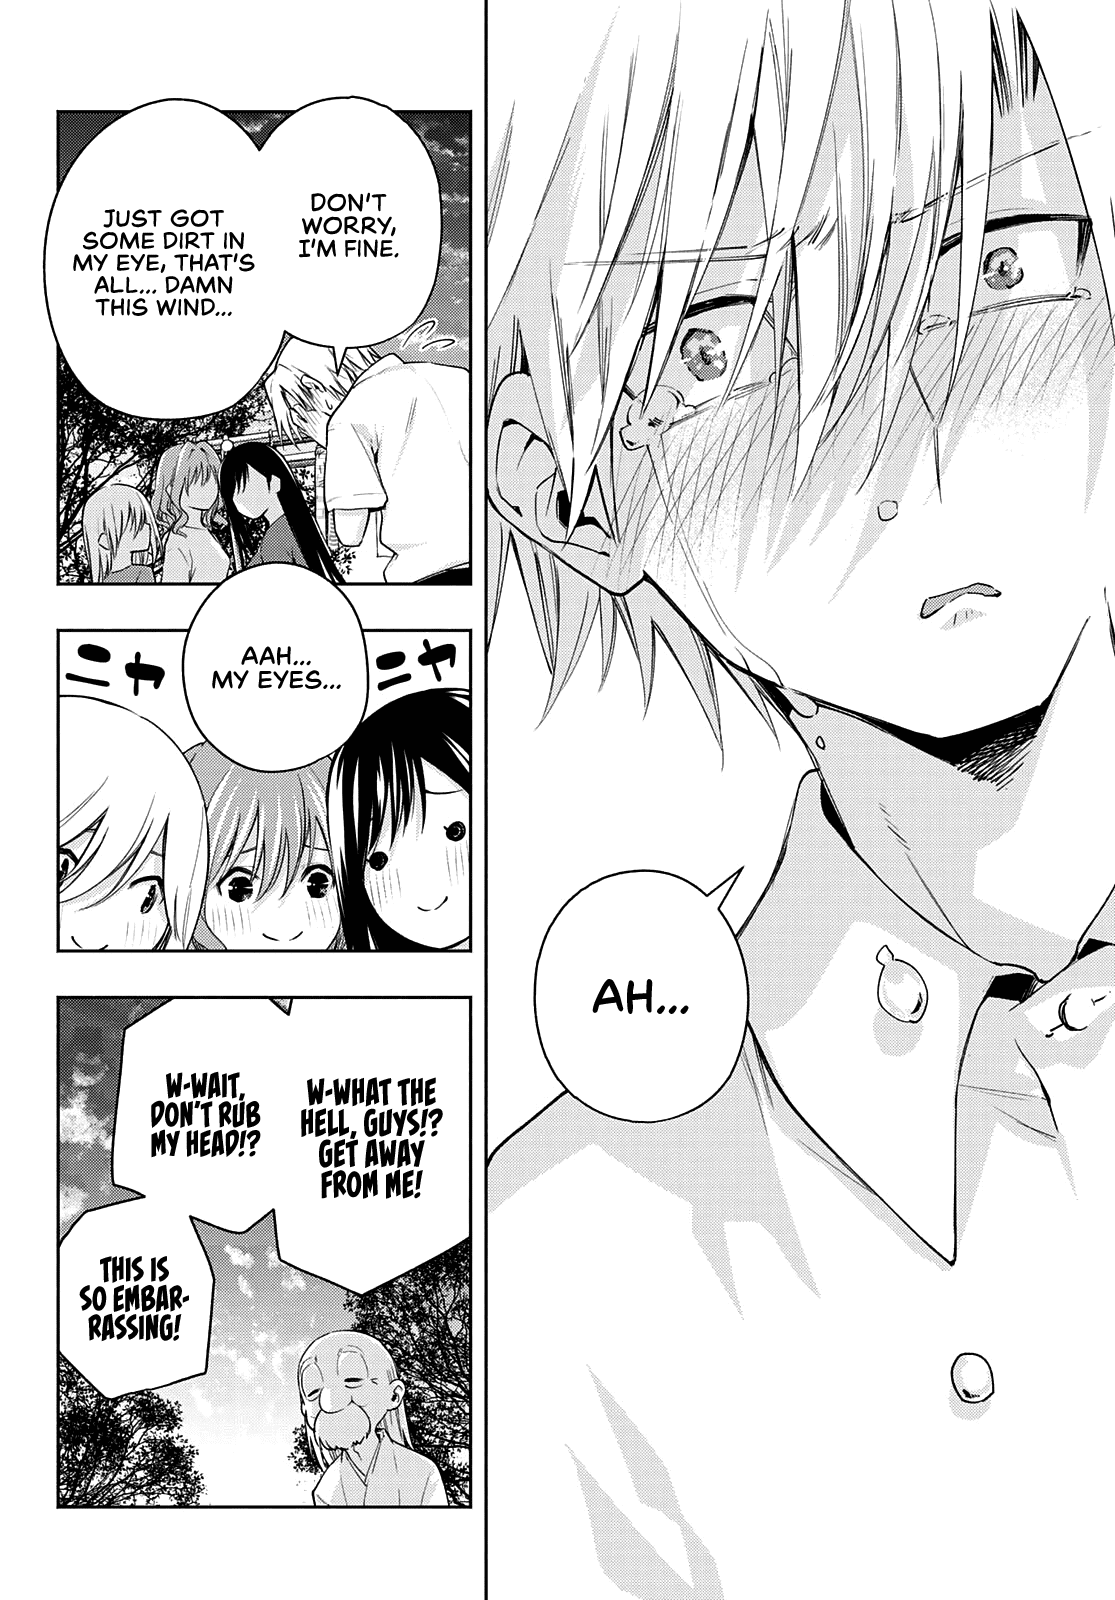 AH...
DON'T
WORRY,
I'M FINE.
JUST GOT
SOME DIRT IN
MY EYE, THAT'S
ALL... DAMN
THIS WIND...
ニヤ
AAH...
MY EYES...
ニヤ
W-WHAT THE
HELL, GUYS!?
GET AWAY
FROM ME!
W-WAIT,
DON'T RUB
MY HEAD!?
THIS IS
SO EMBAR-
RASSING!